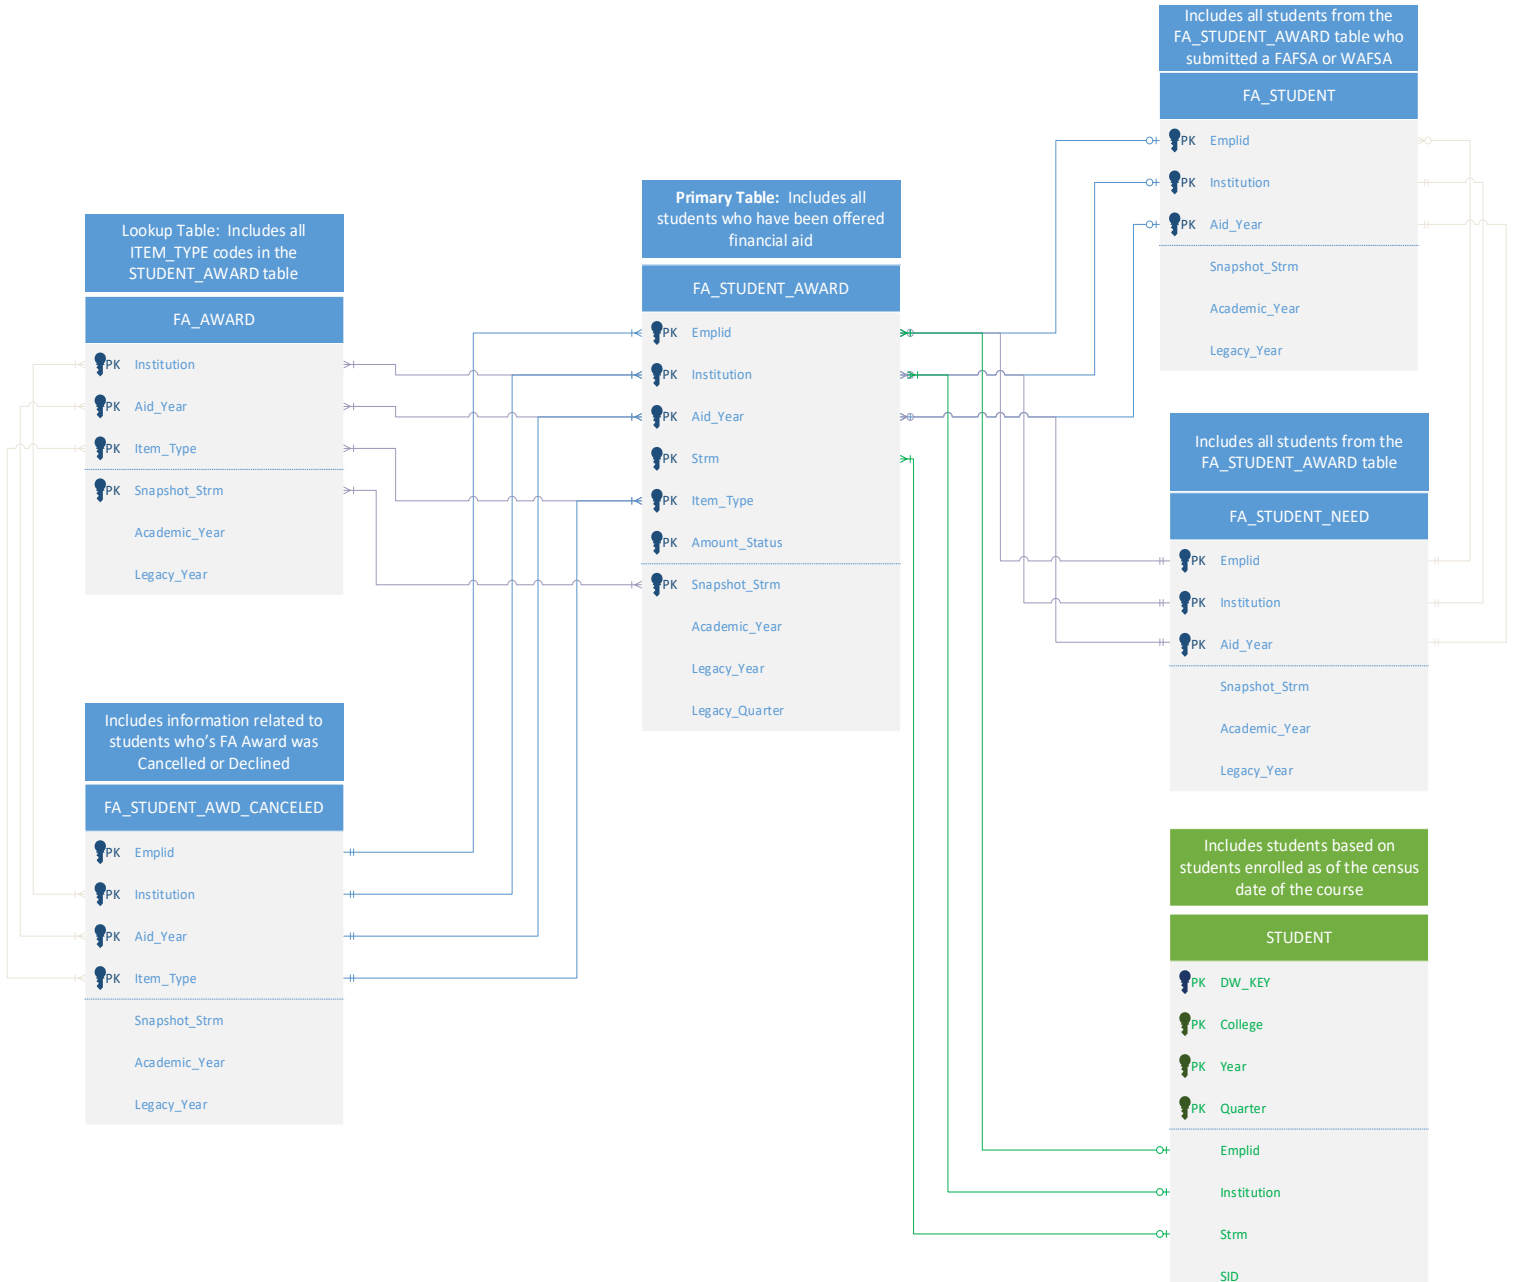 Includes all students from the
FA_STUDENT_AWARD table who
submitted a FAFSA or WAFSA
FA_STUDENT
PK Emplid
PK Institution
PK Aid_Year
Snapshot_Strm
Academic_Year
Legacy_Year
Primary Table: Includes all
students who have been offered
financial aid
FA_STUDENT_AWARD
PK Emplid
PK Institution
PK Aid_Year
PK Strm
PK Item_Type
PK Amount_Status
PK Snapshot_Strm
Academic_Year
Legacy_Year
Legacy_Quarter
Lookup Table: Includes all
ITEM_TYPE codes in the
STUDENT_AWARD table
FA_AWARD
PK Institution
PK Aid_Year
PK Item_Type
PK Snapshot_Strm
Academic_Year
Legacy_Year
Includes all students from the
FA_STUDENT_AWARD table
FA_STUDENT_NEED
PK Emplid
PK Institution
PK Aid_Year
Snapshot_Strm
Academic_Year
Legacy_Year
Includes information related to
students who's FA Award was
Cancelled or Declined
FA_STUDENT_AWD_CANCELED
PK Emplid
PK Institution
PK Aid_Year
PK Item_Type
Snapshot_Strm
Academic_Year
Legacy_Year
Includes students based on
students enrolled as of the census
date of the course
STUDENT
PK DW_KEY
PK College
PK Year
PK Quarter
Emplid
Institution
Strm
SID